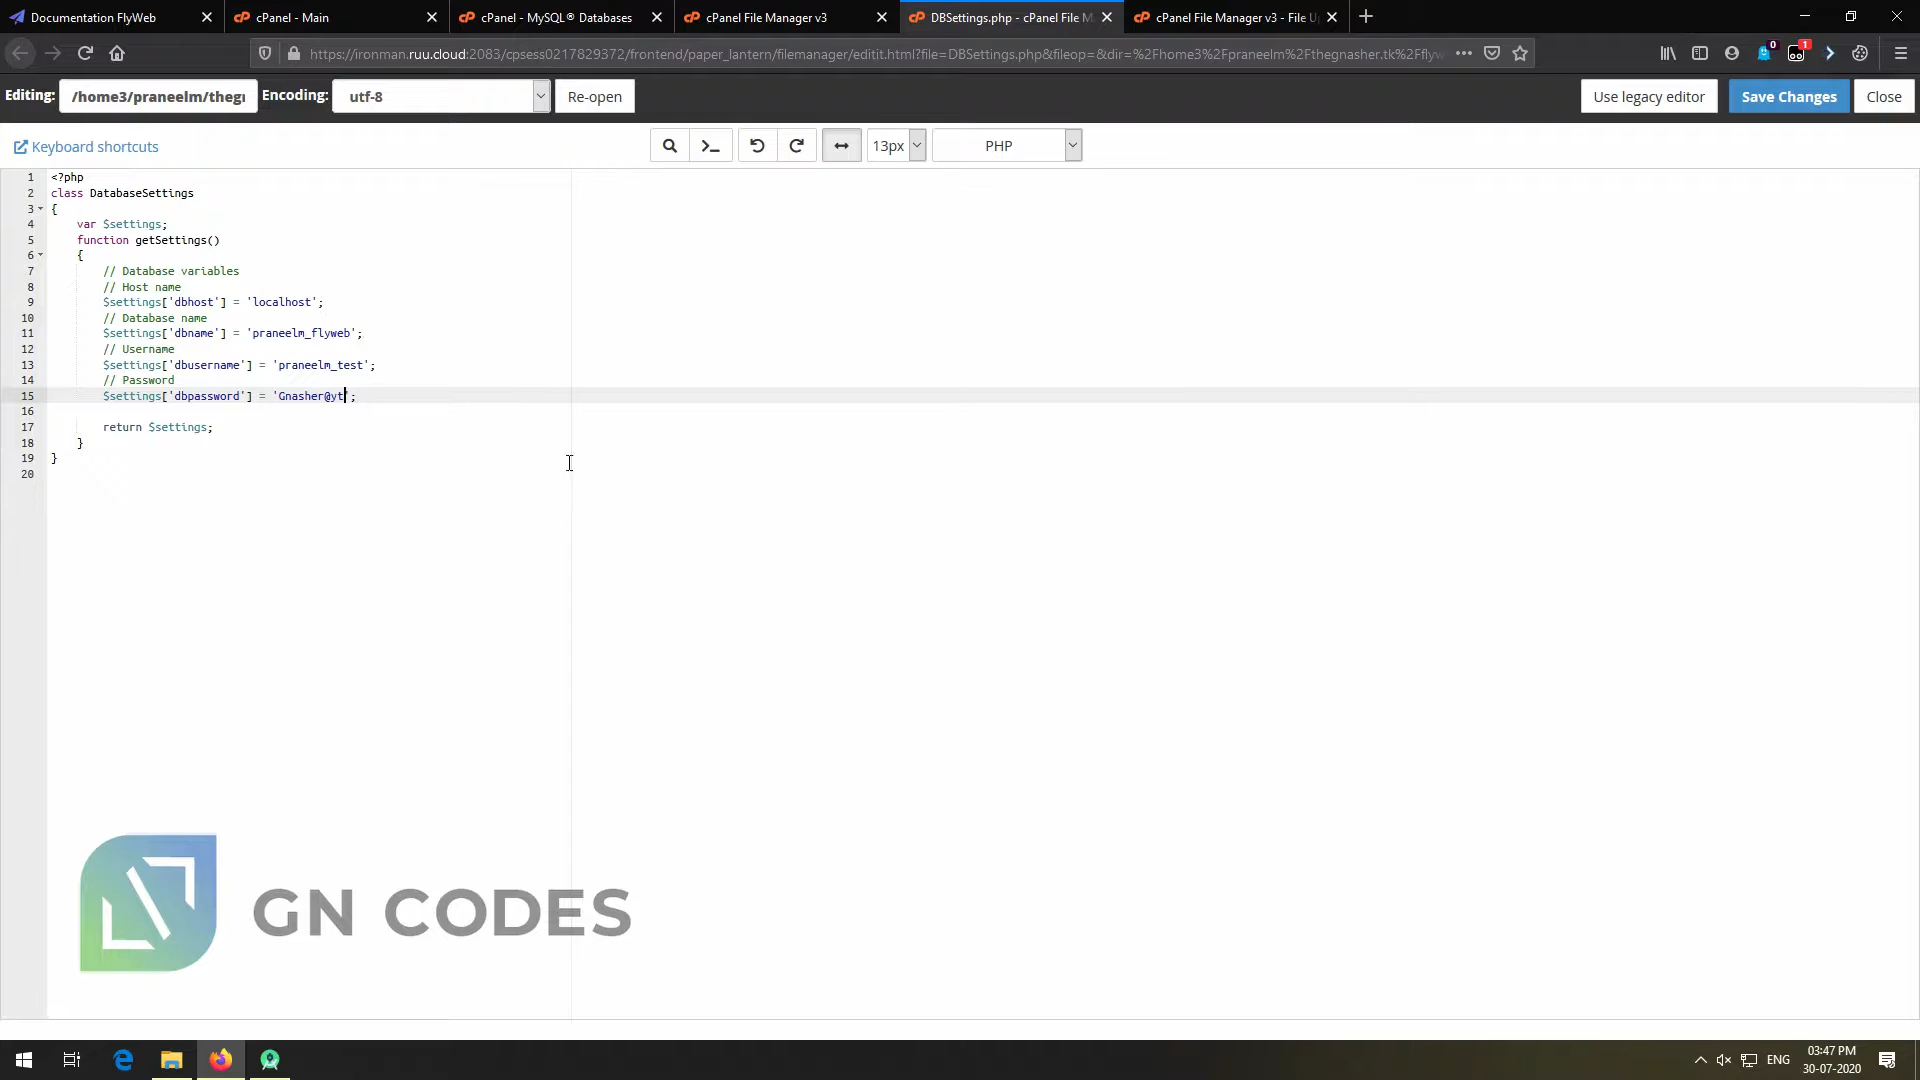 Documentation FlyWeb
cPanel - Main
cPanel - MySQL® Databases
cPanel File Manager v3
DBSettings.php - cPanel File M
cPanel File Manager v3 - File U
https://ironman.ruu.cloud:2083/cpsess0217829372/frontend/paper_lantern/filemanager/editit.html?file=DBSettings.php&fileop=&dir=%2Fhome3%2Fpraneelm%2Fthegnasher.tk%2Fflyw
0
1
Editing:
/home3/praneelm/thegn
Encoding:
utf-8
Re-open
Use legacy editor
Save Changes
Close
Keyboard shortcuts
13px
PHP
1 <?php
2 class DatabaseSettings
3 {
4 var $settings;
5 function getSettings()
6 {
7 // Database variables
8 // Host name
9 $settings['dbhost'] = 'localhost';
10 // Database name
11 $settings['dbname'] = 'praneelm_flyweb';
12 // Username
13 $settings['dbusername'] = 'praneelm_test';
14 // Password
15 $settings['dbpassword'] = 'Gnasher@yt';
16
17 return $settings;
18 }
19 }
20
GN CODES
ENG
03:47 PM
30-07-2020